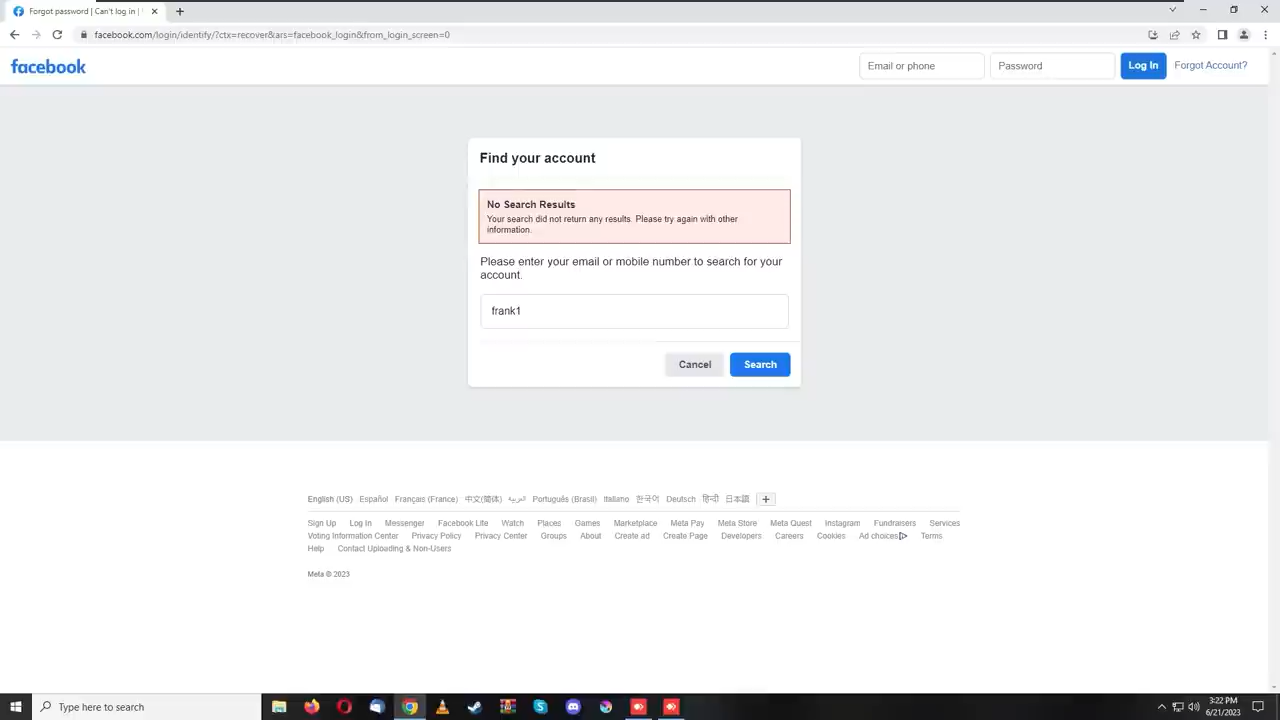 Forgot password | Can't log in |
facebook.com/login/identify/?ctx=recover&ars=facebook_login&from_login_screen=0
facebook
Email or phone
Password
Log In
Forgot Account?
Find your account
No Search Results
Your search did not return any results. Please try again with other
information.
Please enter your email or mobile number to search for your
account.
frank1
Cancel
Search
English (US) Español Français (France) 中文(简体) العربية Português (Brasil) Italiano 한국어 Deutsch हिन्दी 日本語 +
Sign Up Log In Messenger Facebook Lite Watch Places Games Marketplace Meta Pay Meta Store Meta Quest Instagram Fundraisers Services
Voting Information Center Privacy Policy Privacy Center Groups About Create ad Create Page Developers Careers Cookies Ad choices Terms
Help Contact Uploading & Non-Users
Meta © 2023
Type here to search
3:22 PM
6/21/2023